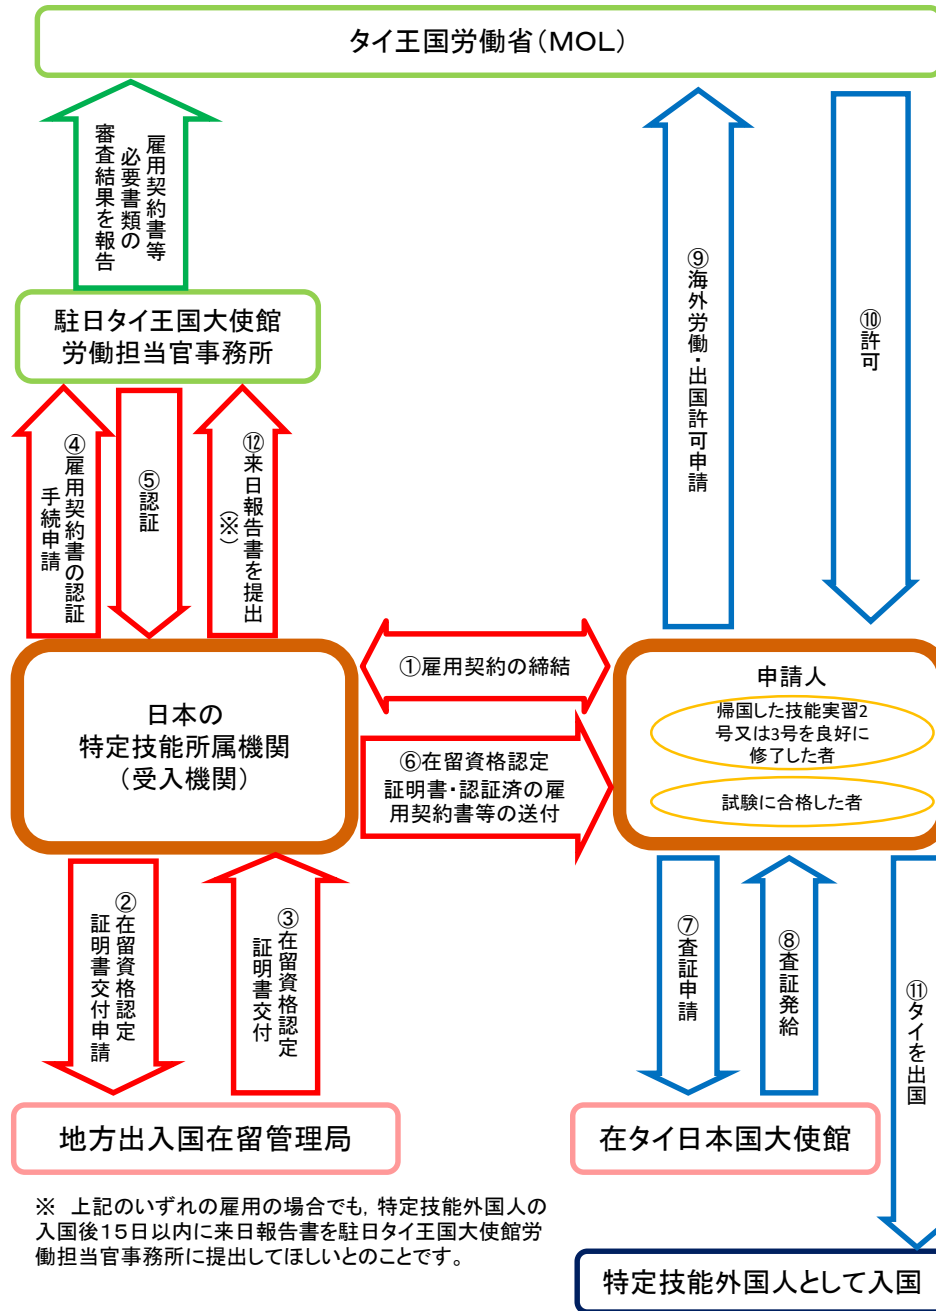 タイ王国労働省(MOL)
雇用契約書等
必要書類の
審査結果を報告
⑨海外労働・出国許可申請
⑩許可
駐日タイ王国大使館
労働担当官事務所
④雇用契約書の認証
手続申請
⑤認証
⑫来日報告書を提出
(※)
①雇用契約の締結
日本の
特定技能所属機関
(受入機関)
申請人
帰国した技能実習2
号又は3号を良好に
修了した者
試験に合格した者
⑥在留資格認定
証明書・認証済の雇
用契約書等の送付
②在留資格認定
証明書交付申請
③在留資格認定
証明書交付
⑦査証申請
⑧査証発給
⑪タイを出国
地方出入国在留管理局
在タイ日本国大使館
※ 上記のいずれの雇用の場合でも, 特定技能外国人の
入国後15日以内に来日報告書を駐日タイ王国大使館労
働担当官事務所に提出してほしいとのことです。
特定技能外国人として入国